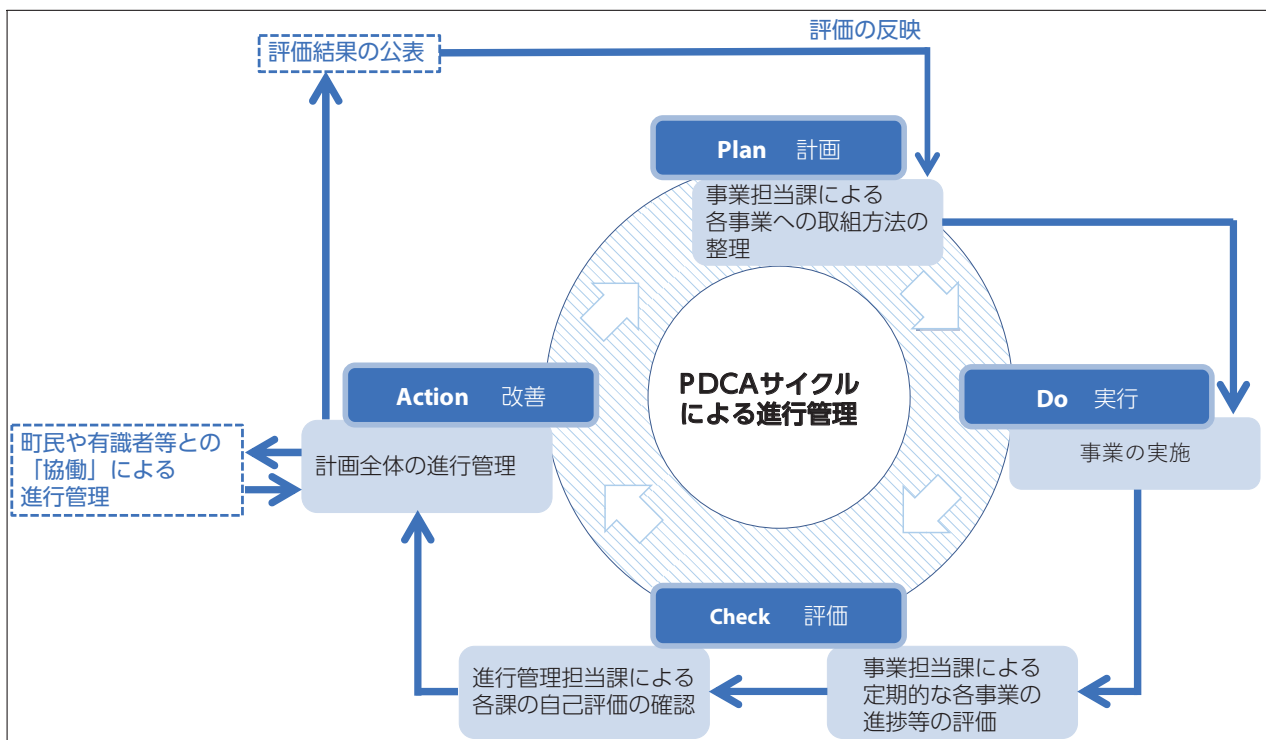 評価の反映
評価結果の公表
Plan 計画
事業担当課による
各事業への取組方法の
整理
PDCAサイクル
による進行管理
Action 改善
Do 実行
町民や有識者等との
「協働」による
進行管理
計画全体の進行管理
事業の実施
Check 評価
進行管理担当課による
各課の自己評価の確認
事業担当課による
定期的な各事業の
進捗等の評価